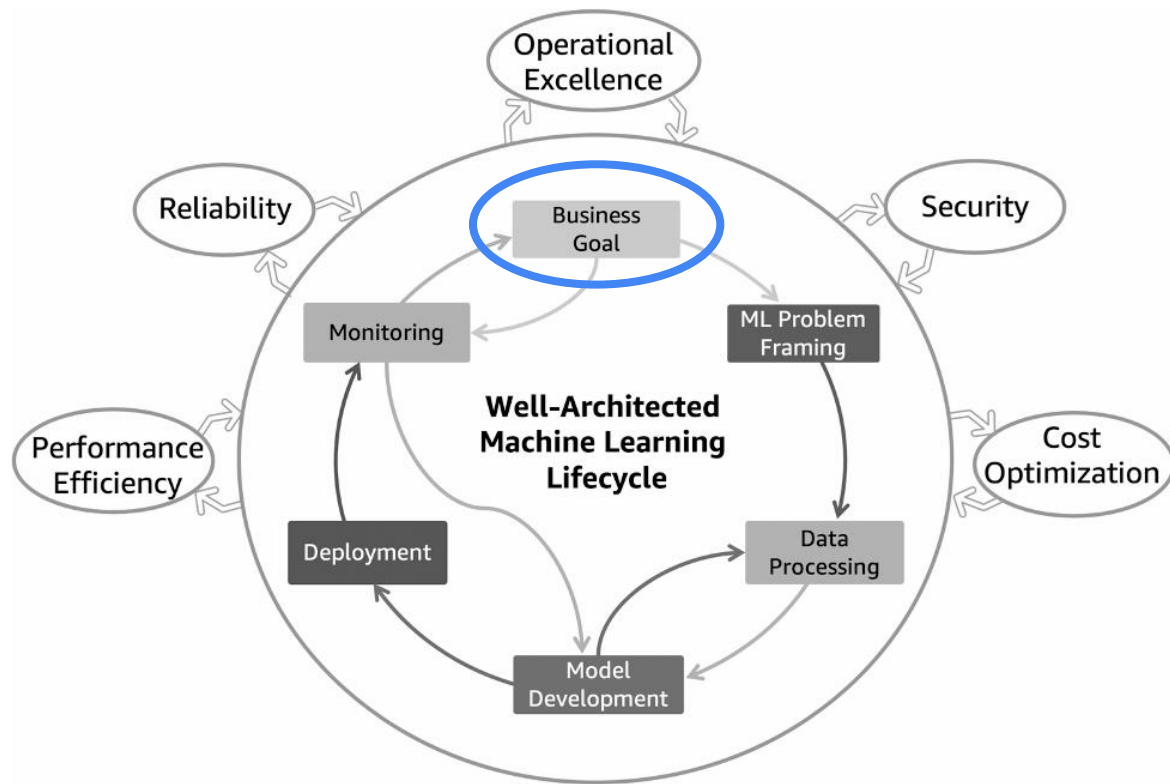 Operational
Excellence
Reliability
Business
Goal
Security
Monitoring
ML Problem
Framing
Well-Architected
Machine Learning
Lifecycle
Performance
Efficiency
Cost
Optimization
Deployment
Data
Processing
Model
Development